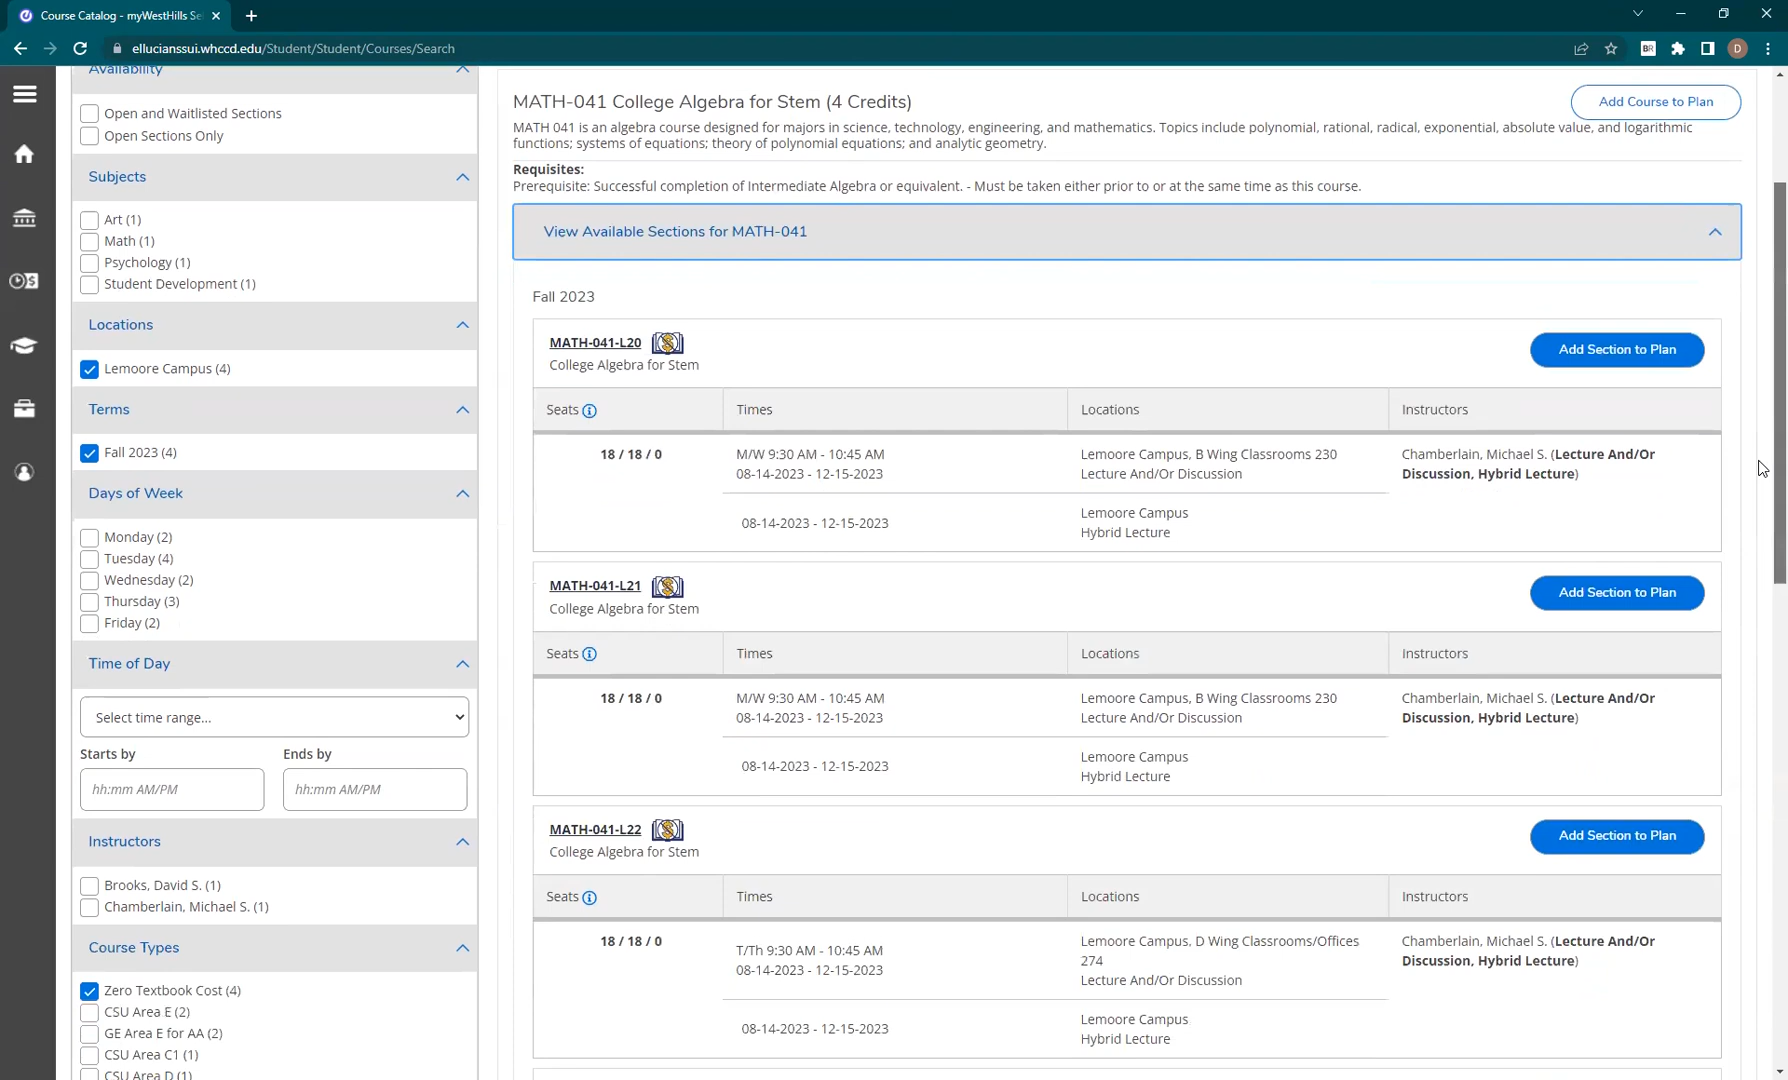 Course Catalog - myWestHills Sel
ellucianssui.whccd.edu/Student/Student/Courses/Search
BR
D
Availability
Open and Waitlisted Sections
Open Sections Only
Subjects
Art (1)
Math (1)
Psychology (1)
Student Development (1)
Locations
Lemoore Campus (4)
Terms
Fall 2023 (4)
Days of Week
Monday (2)
Tuesday (4)
Wednesday (2)
Thursday (3)
Friday (2)
Time of Day
Select time range...
Starts by Ends by
hh:mm AM/PM hh:mm AM/PM
Instructors
Brooks, David S. (1)
Chamberlain, Michael S. (1)
Course Types
Zero Textbook Cost (4)
CSU Area E (2)
GE Area E for AA (2)
CSU Area C1 (1)
CSU Area D (1)
MATH-041 College Algebra for Stem (4 Credits)
Add Course to Plan
MATH 041 is an algebra course designed for majors in science, technology, engineering, and mathematics. Topics include polynomial, rational, radical, exponential, absolute value, and logarithmic
functions; systems of equations; theory of polynomial equations; and analytic geometry.
Requisites:
Prerequisite: Successful completion of Intermediate Algebra or equivalent. - Must be taken either prior to or at the same time as this course.
View Available Sections for MATH-041
Fall 2023
MATH-041-L20
College Algebra for Stem
Add Section to Plan
Seats Times Locations Instructors
18 / 18 / 0
M/W 9:30 AM - 10:45 AM
08-14-2023 - 12-15-2023
Lemoore Campus, B Wing Classrooms 230
Lecture And/Or Discussion
Chamberlain, Michael S. (Lecture And/Or
Discussion, Hybrid Lecture)
08-14-2023 - 12-15-2023
Lemoore Campus
Hybrid Lecture
MATH-041-L21
College Algebra for Stem
Add Section to Plan
Seats Times Locations Instructors
18 / 18 / 0
M/W 9:30 AM - 10:45 AM
08-14-2023 - 12-15-2023
Lemoore Campus, B Wing Classrooms 230
Lecture And/Or Discussion
Chamberlain, Michael S. (Lecture And/Or
Discussion, Hybrid Lecture)
08-14-2023 - 12-15-2023
Lemoore Campus
Hybrid Lecture
MATH-041-L22
College Algebra for Stem
Add Section to Plan
Seats Times Locations Instructors
18 / 18 / 0
T/Th 9:30 AM - 10:45 AM
08-14-2023 - 12-15-2023
Lemoore Campus, D Wing Classrooms/Offices
274
Lecture And/Or Discussion
Chamberlain, Michael S. (Lecture And/Or
Discussion, Hybrid Lecture)
08-14-2023 - 12-15-2023
Lemoore Campus
Hybrid Lecture